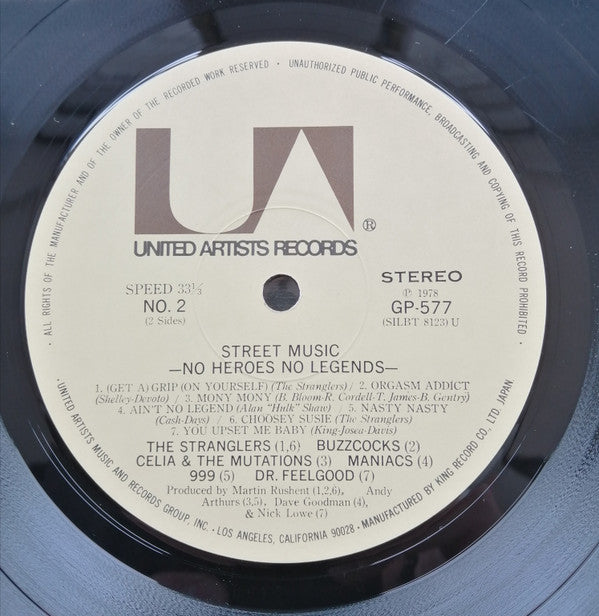 · ALL RIGHTS OF THE MANUFACTURER AND OF THE OWNER OF THE RECORDED WORK RESERVED · UNAUTHORIZED PUBLIC PERFORMANCE, BROADCASTING AND COPYING OF THIS RECORD PROHIBITED ·
UA
®
UNITED ARTISTS RECORDS
SPEED 33⅓
NO. 2
(2 Sides)
STEREO
Ⓟ 1978
GP-577
(SILBT 8123) U
STREET MUSIC
—NO HEROES NO LEGENDS—
1. (GET A) GRIP (ON YOURSELF) (The Stranglers) / 2. ORGASM ADDICT
(Shelley-Devoto) / 3. MONY MONY (B. Bloom-R. Cordell-T. James-B. Gentry)
4. AIN'T NO LEGEND (Alan "Hulk" Shaw) / 5. NASTY NASTY
(Cash-Days) / 6. CHOOSEY SUSIE (The Stranglers)
7. YOU UPSET ME BABY (King-Josea-Davis)
THE STRANGLERS (1,6) BUZZCOCKS (2)
CELIA & THE MUTATIONS (3) MANIACS (4)
999 (5) DR. FEELGOOD (7)
Produced by Martin Rushent (1,2,6), Andy
Arthurs (3,5), Dave Goodman (4),
& Nick Lowe (7)
· UNITED ARTISTS MUSIC AND RECORDS GROUP, INC. · LOS ANGELES, CALIFORNIA 90028 · MANUFACTURED BY KING RECORD CO., LTD. JAPAN